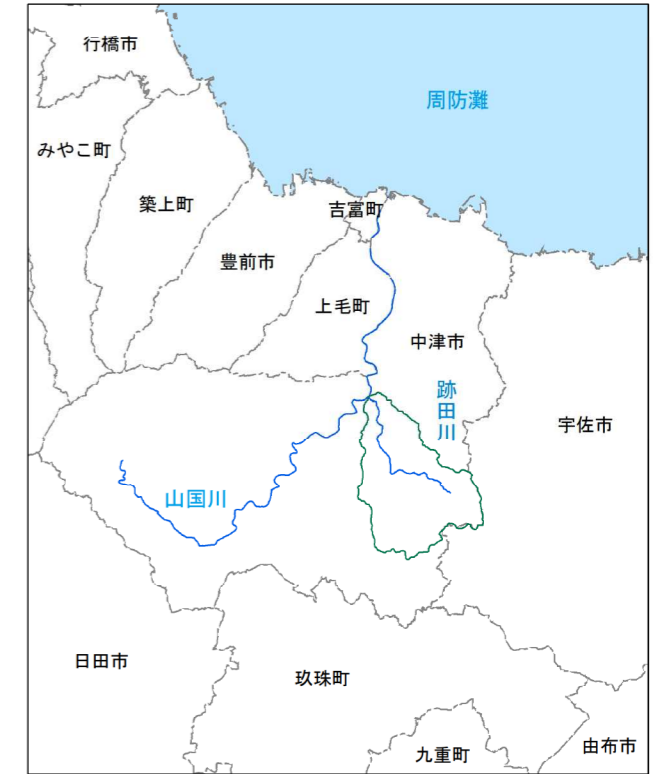 行橋市
周防灘
みやこ町
築上町
吉富町
豊前市
上毛町
中津市
跡田川
宇佐市
山国川
日田市
玖珠町
由布市
九重町